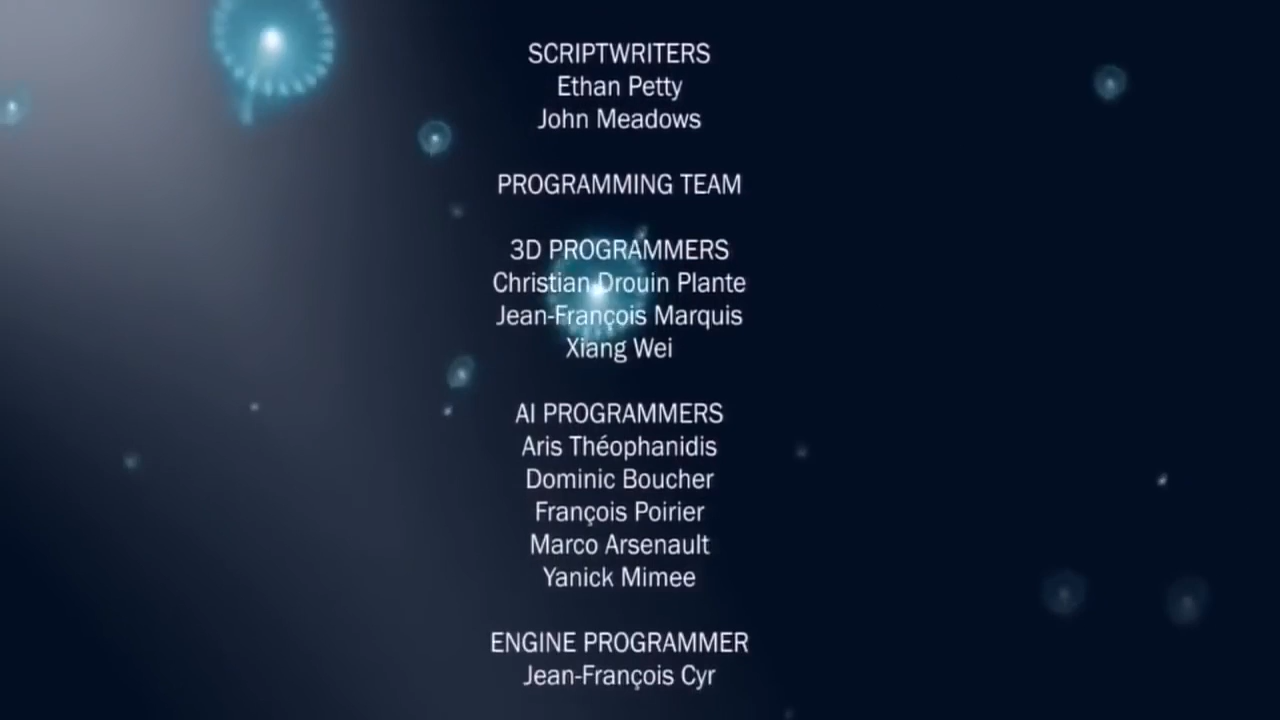 SCRIPTWRITERS
Ethan Petty
John Meadows
PROGRAMMING TEAM
3D PROGRAMMERS
Christian Drouin Plante
Jean-François Marquis
Xiang Wei
AI PROGRAMMERS
Aris Théophanidis
Dominic Boucher
François Poirier
Marco Arsenault
Yanick Mimee
ENGINE PROGRAMMER
Jean-François Cyr